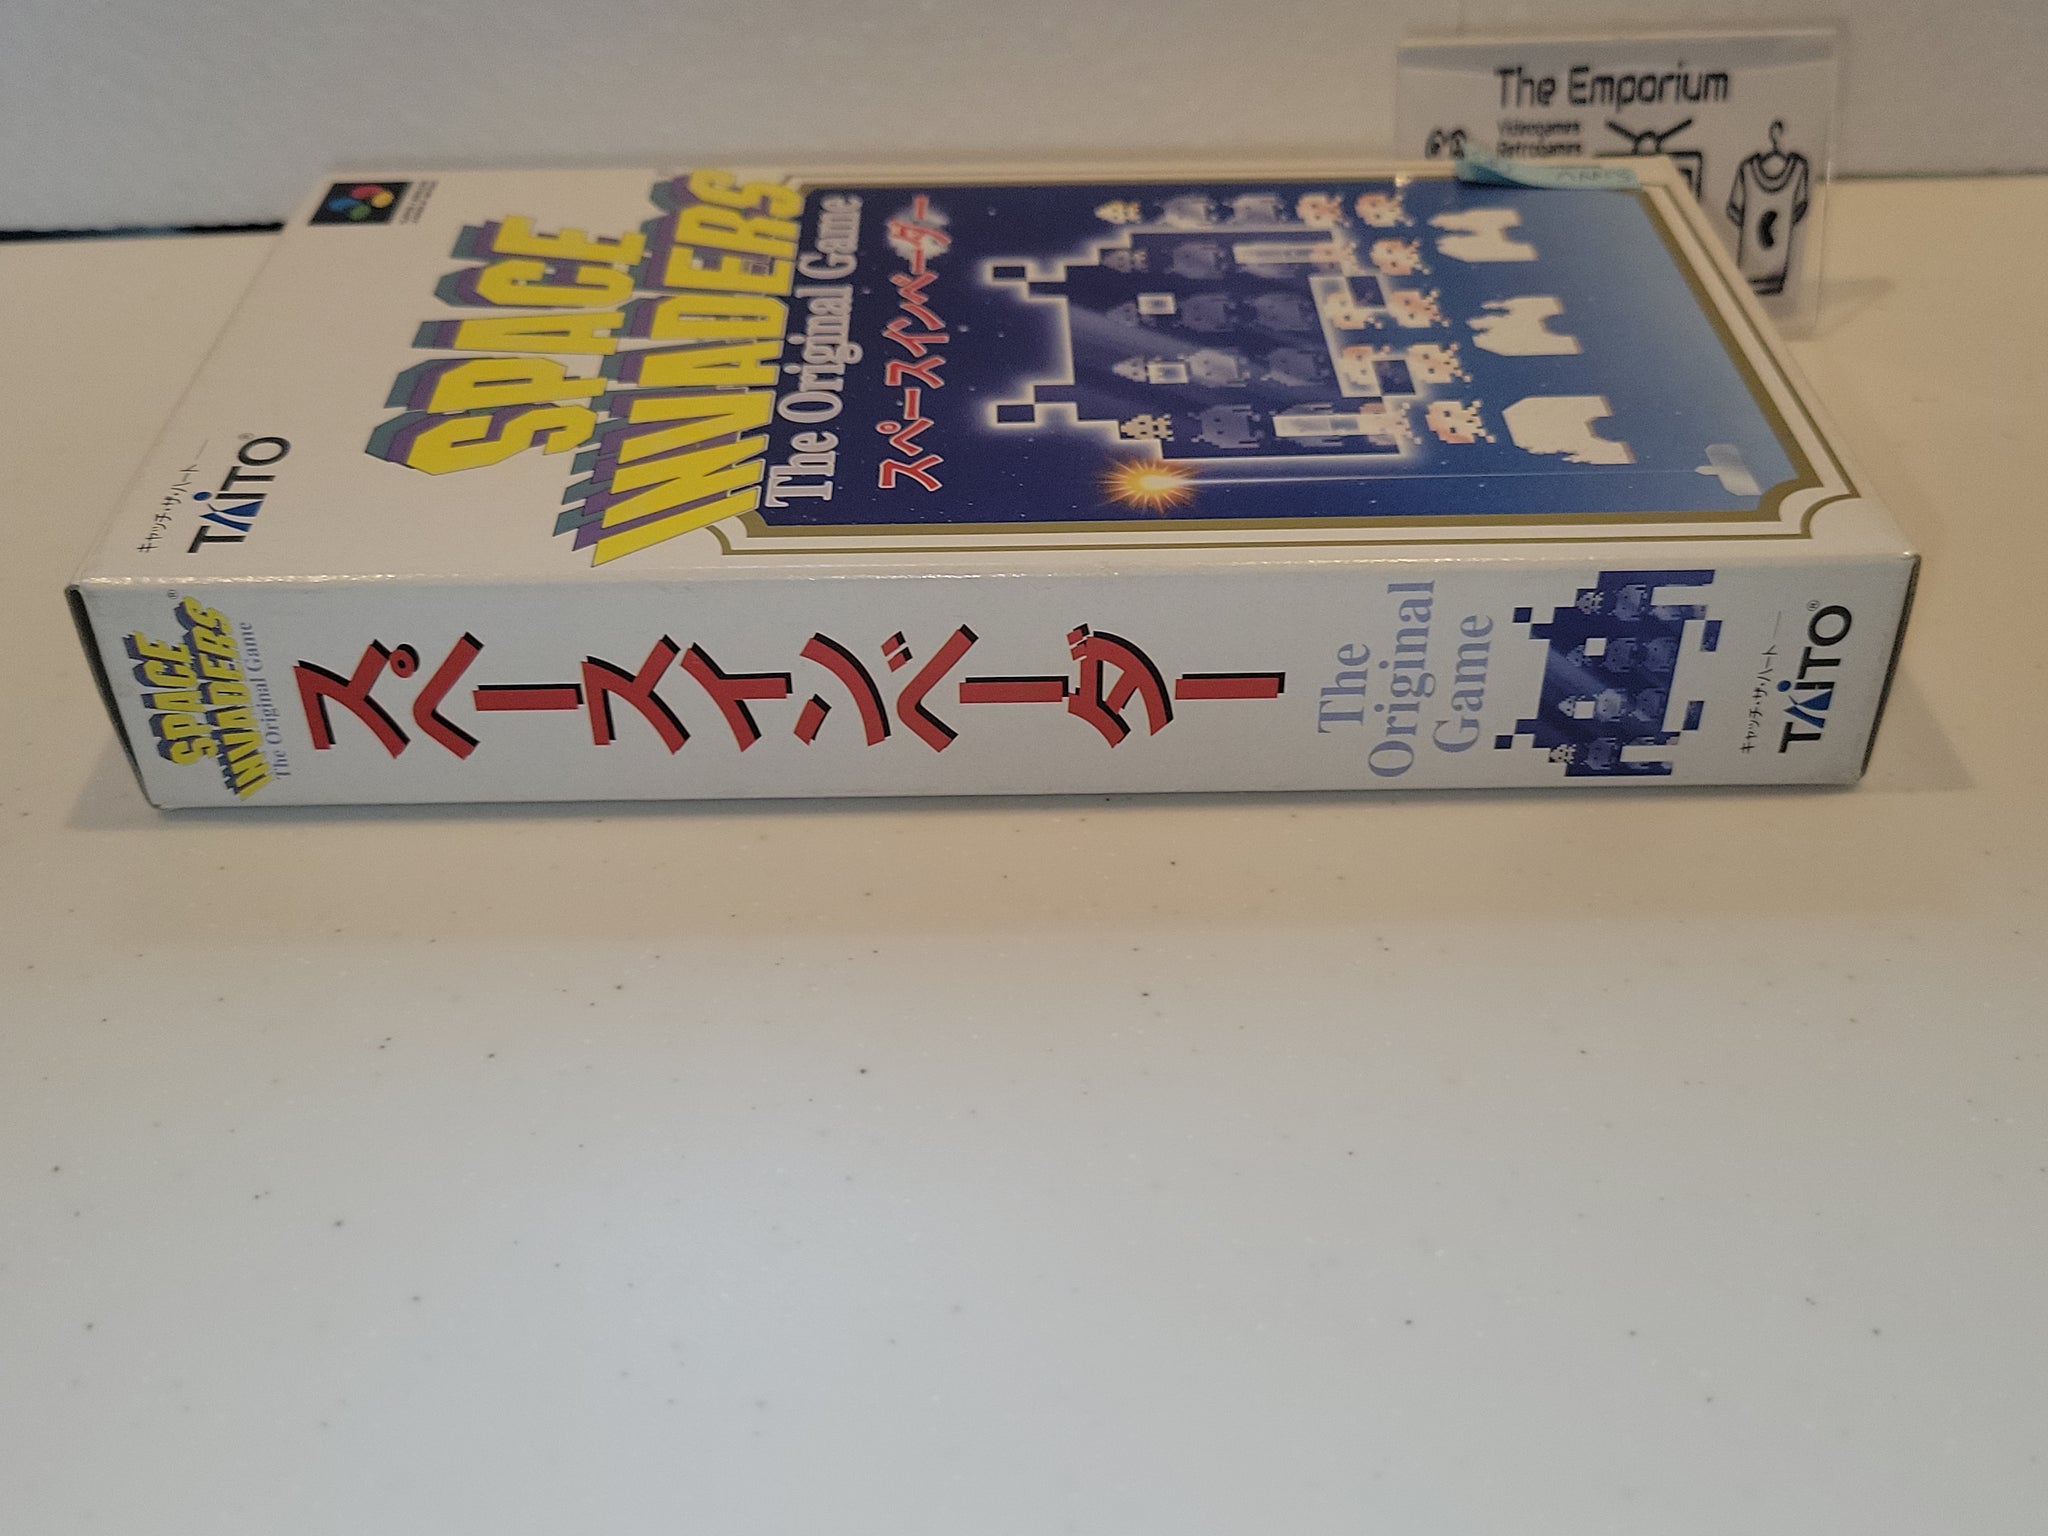 The Emporium
Videogames
Retrogames
SPACE
INVADERS
The Original Game
スペースインベーダー
キャッチ・ザ・ハート
TAITO®
SPACE
INVADERS®
The Original Game
スペースインベーダー
The
Original
Game
キャッチ・ザ・ハート
TAITO®